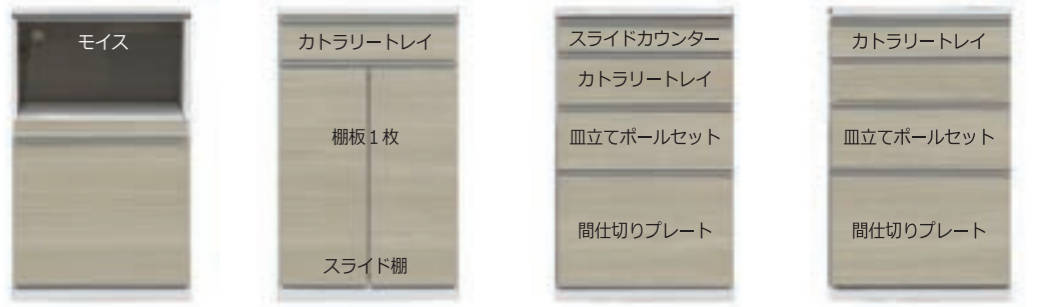 モイス
カトラリートレイ
棚板１枚
スライド棚
スライドカウンター
カトラリートレイ
皿立てポールセット
間仕切りプレート
カトラリートレイ
皿立てポールセット
間仕切りプレート